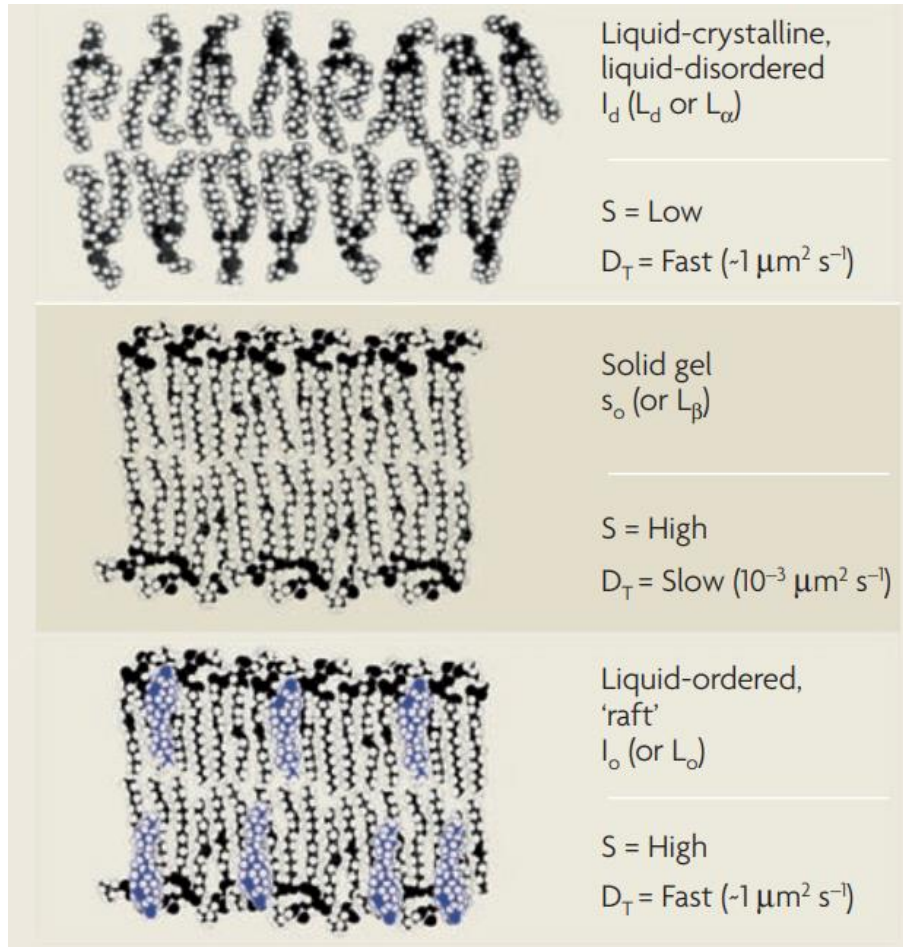 Liquid-crystalline,
liquid-disordered
l_d (L_d or L_α)
S = Low
D_T = Fast (~1 μm² s⁻¹)
Solid gel
s_o (or L_β)
S = High
D_T = Slow (10⁻³ μm² s⁻¹)
Liquid-ordered,
‘raft’
l_o (or L_o)
S = High
D_T = Fast (~1 μm² s⁻¹)